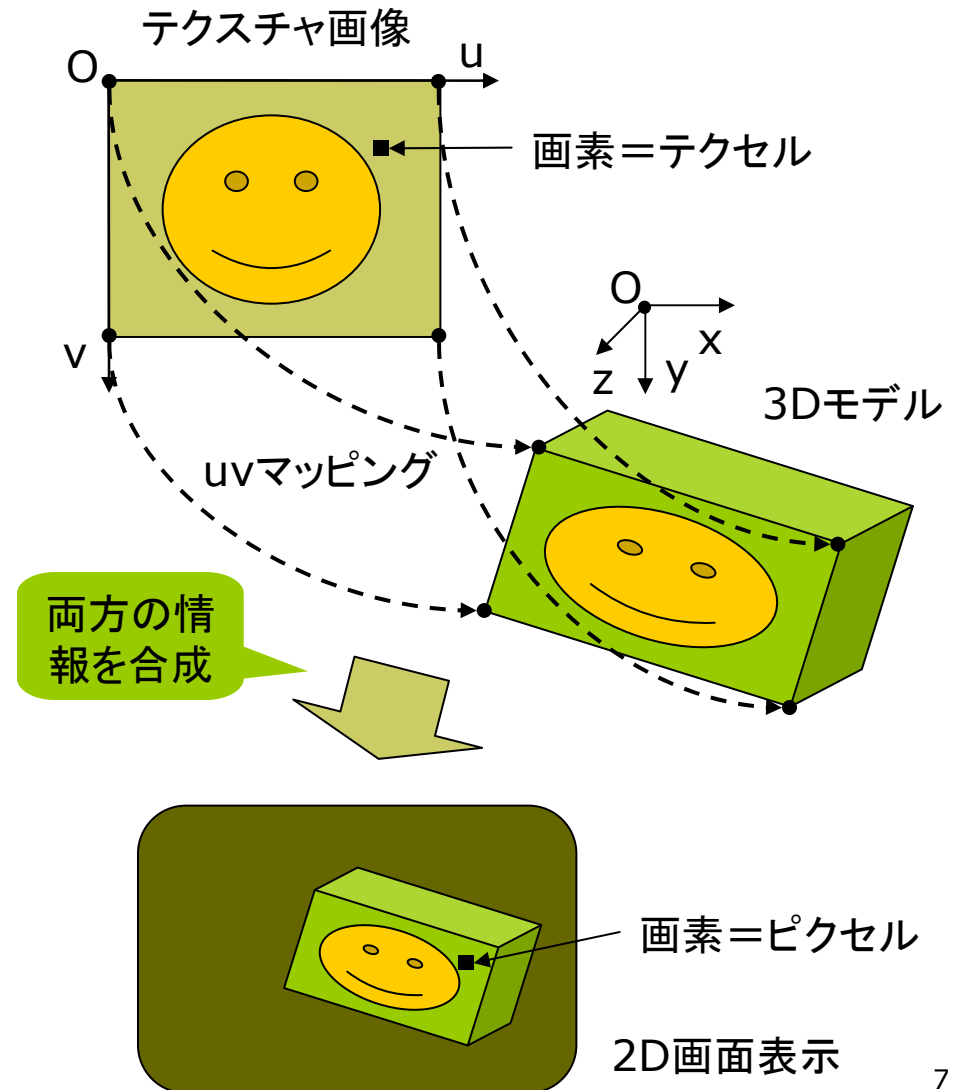 テクスチャ画像
O
u
画素＝テクセル
v
O
x
y
z
3Dモデル
uvマッピング
両方の情
報を合成
画素＝ピクセル
2D画面表示
7